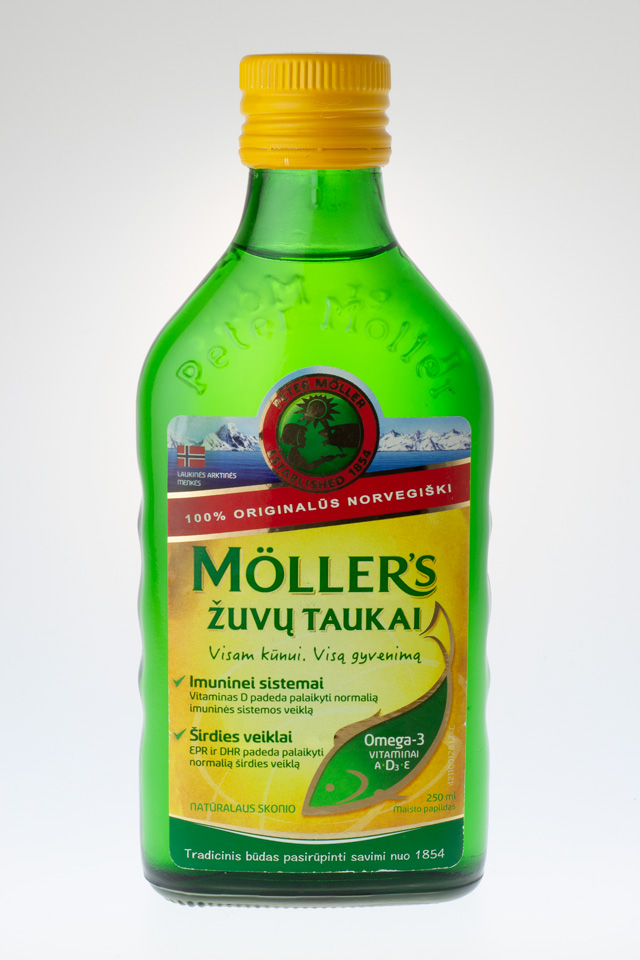 Peter Möller
PETER MÖLLER
ESTABLISHED 1854
LAUKINĖS ARKTINĖS
MENKĖS
100% ORIGINALŪS NORVEGIŠKI
MÖLLER'S
ŽUVŲ TAUKAI
Visam kūnui. Visą gyvenimą
Imuninei sistemai
Vitaminas D padeda palaikyti normalią
imuninės sistemos veiklą
Širdies veiklai
EPR ir DHR padeda palaikyti
normalią širdies veiklą
Omega-3
VITAMINAI
A·D₃·E
NATŪRALAUS SKONIO
250 ml
Maisto papildas
Tradicinis būdas pasirūpinti savimi nuo 1854